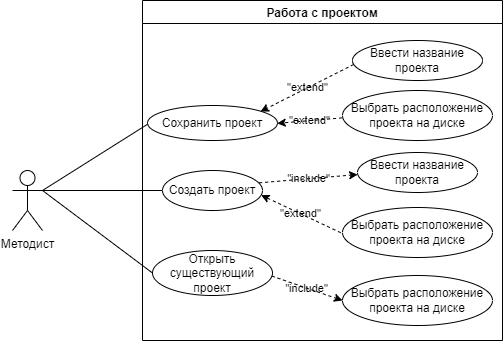 Работа с проектом
Ввести название
проекта
"extend"
Выбрать расположение
проекта на диске
"extend"
Сохранить проект
Ввести название
проекта
"include"
Создать проект
"extend"
Выбрать расположение
проекта на диске
Методист
Открыть
существующий
проект
"include"
Выбрать расположение
проекта на диске